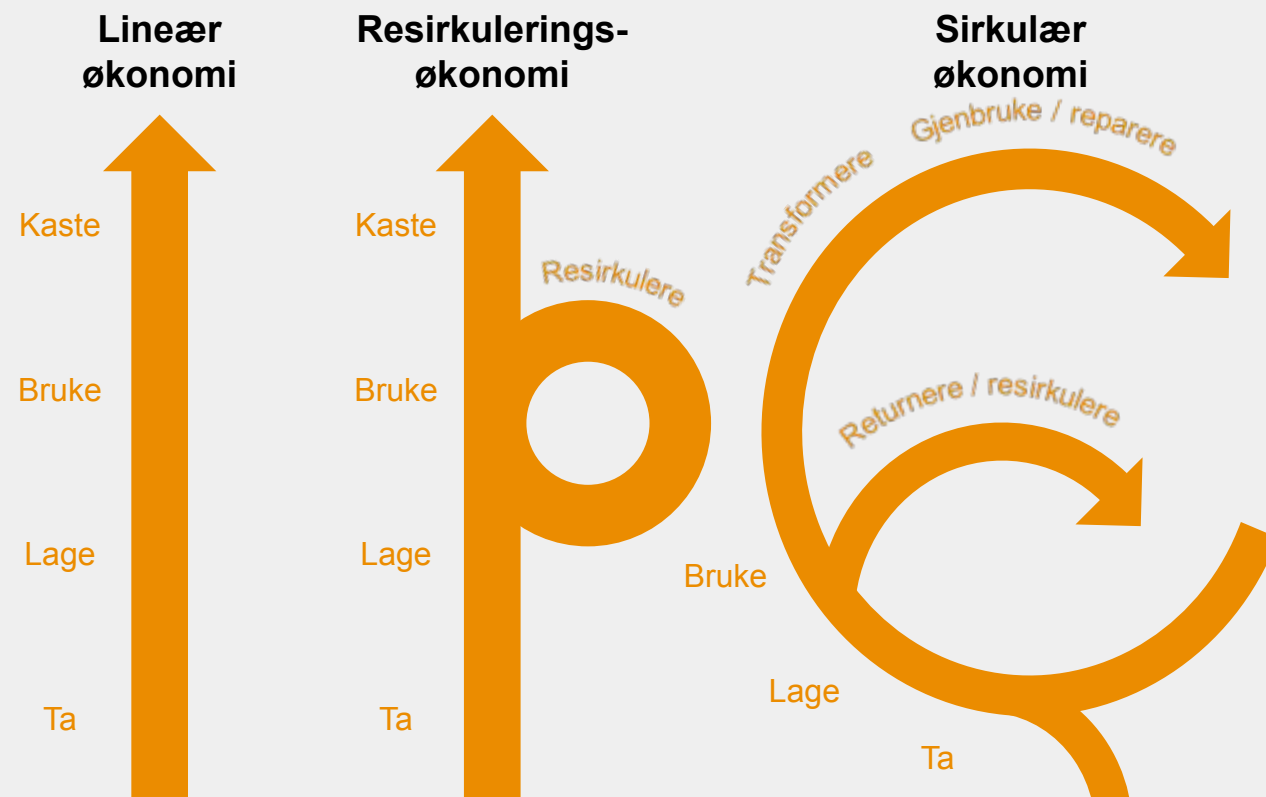 Lineær
økonomi
Kaste
Bruke
Lage
Ta
Resirkulerings-
økonomi
Kaste
Resirkulere
Bruke
Lage
Ta
Sirkulær
økonomi
Gjenbruke / reparere
Transformere
Returnere / resirkulere
Bruke
Lage
Ta